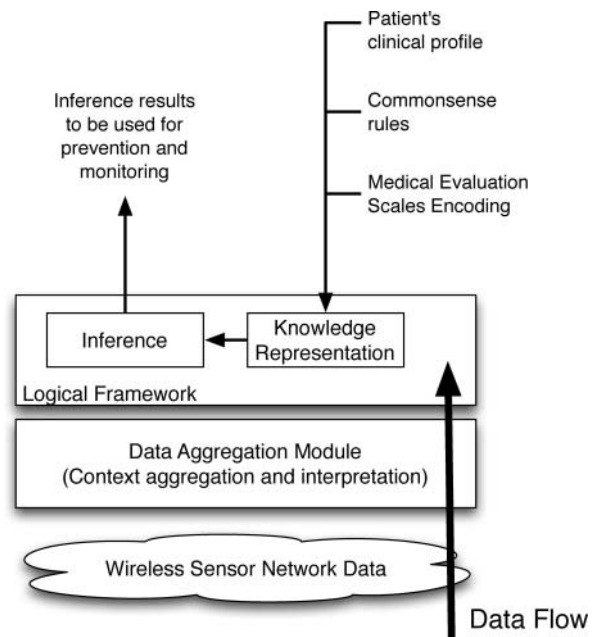 Patient's
clinical profile
Inference results
to be used for
prevention and
monitoring
Commonsense
rules
Medical Evaluation
Scales Encoding
Inference
Knowledge
Representation
Logical Framework
Data Aggregation Module
(Context aggregation and interpretation)
Wireless Sensor Network Data
Data Flow